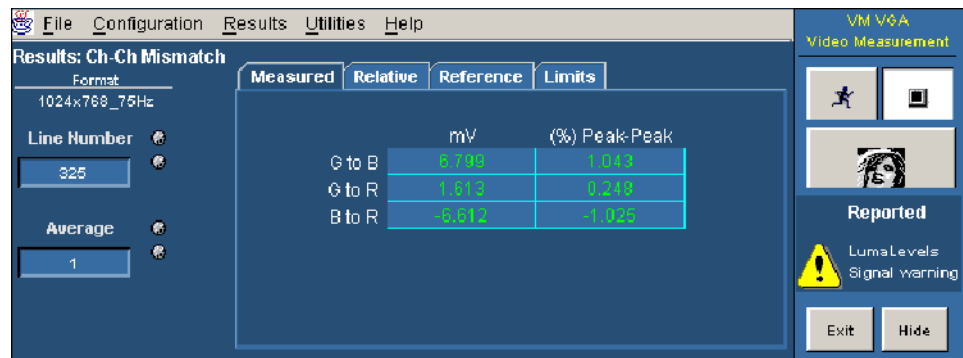 File Configuration Results Utilities Help
VM VGA
Video Measurement
Results: Ch-Ch Mismatch
Format
1024x768_75Hz
Measured Relative Reference Limits
Line Number
325
Average
1
mV (%) Peak-Peak
G to B 6.799 1.043
G to R 1.613 0.248
B to R -6.612 -1.025
Reported
LumaLevels
Signal warning
Exit Hide